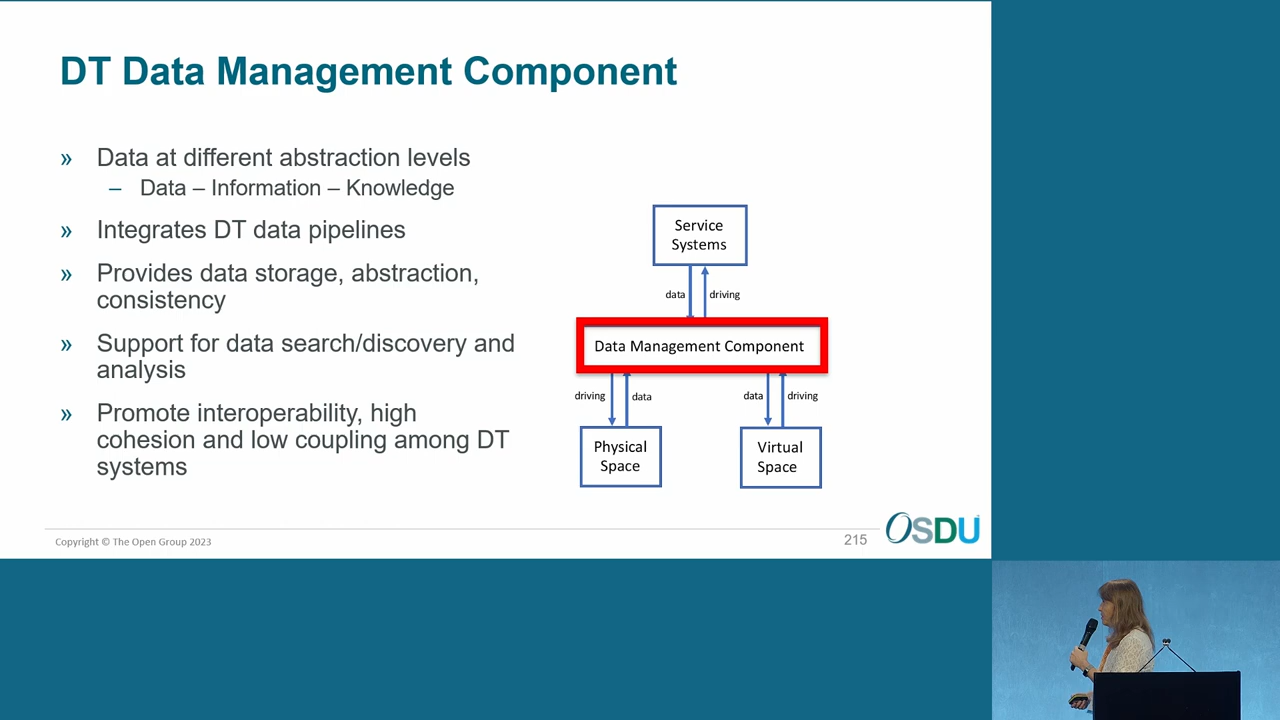 DT Data Management Component
» Data at different abstraction levels
– Data – Information – Knowledge
» Integrates DT data pipelines
» Provides data storage, abstraction,
consistency
» Support for data search/discovery and
analysis
» Promote interoperability, high
cohesion and low coupling among DT
systems
Service
Systems
data driving
Data Management Component
driving data
data driving
Physical
Space
Virtual
Space
Copyright © The Open Group 2023
215
OSDU